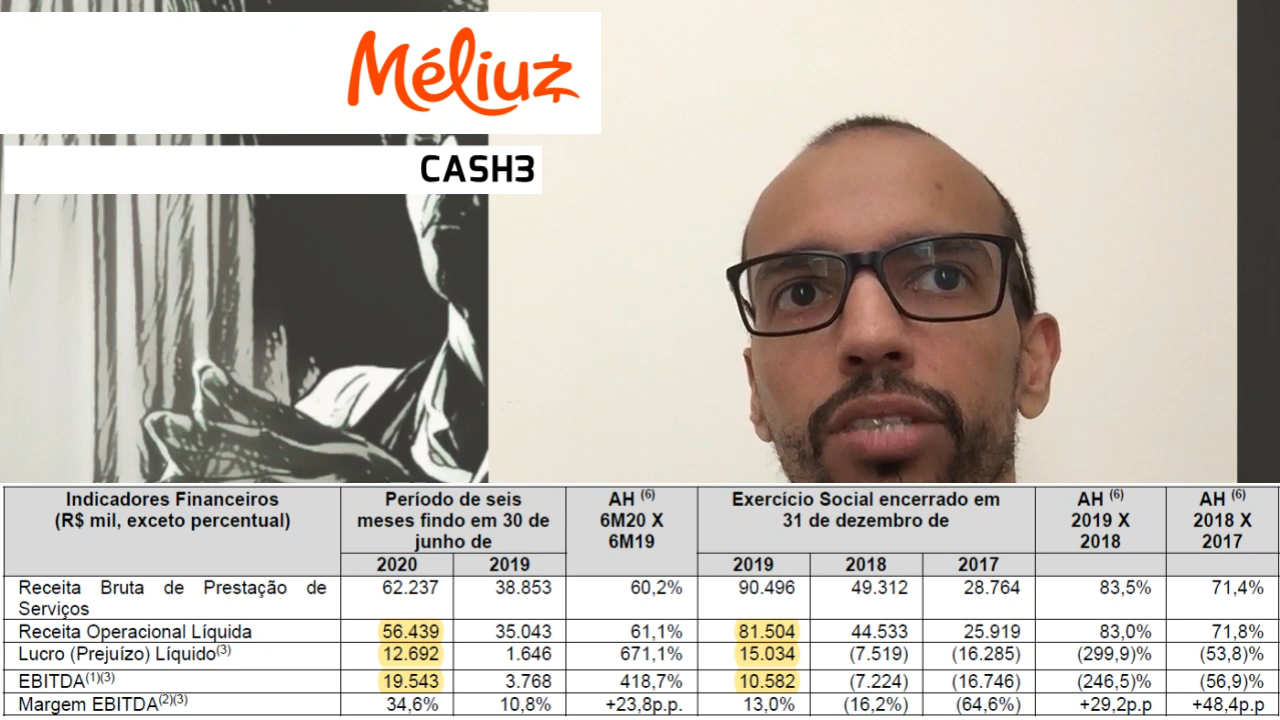 Méliuz
CASH3
Indicadores Financeiros
(R$ mil, exceto percentual)
Período de seis
meses findo em 30 de
junho de
AH (6)
6M20 X
6M19
Exercício Social encerrado em
31 de dezembro de
AH (6)
2019 X
2018
AH (6)
2018 X
2017
2020 2019 2019 2018 2017
Receita Bruta de Prestação de
Serviços
62.237 38.853 60,2% 90.496 49.312 28.764 83,5% 71,4%
Receita Operacional Líquida 56.439 35.043 61,1% 81.504 44.533 25.919 83,0% 71,8%
Lucro (Prejuízo) Líquido(3) 12.692 1.646 671,1% 15.034 (7.519) (16.285) (299,9)% (53,8)%
EBITDA(1)(3) 19.543 3.768 418,7% 10.582 (7.224) (16.746) (246,5)% (56,9)%
Margem EBITDA(2)(3) 34,6% 10,8% +23,8p.p. 13,0% (16,2%) (64,6%) +29,2p.p +48,4p.p